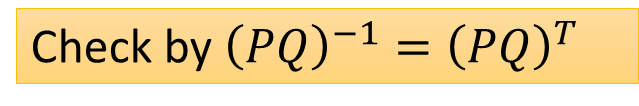 Check by $(PQ)^{-1} = (PQ)^T$